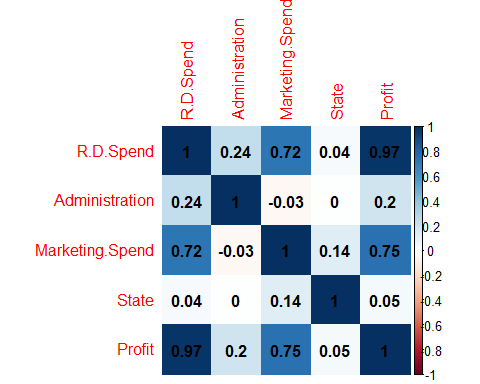 R.D.Spend Administration Marketing.Spend State Profit
R.D.Spend 1 0.24 0.72 0.04 0.97
Administration 0.24 1 -0.03 0 0.2
Marketing.Spend 0.72 -0.03 1 0.14 0.75
State 0.04 0 0.14 1 0.05
Profit 0.97 0.2 0.75 0.05 1
1
0.8
0.6
0.4
0.2
0
-0.2
-0.4
-0.6
-0.8
-1